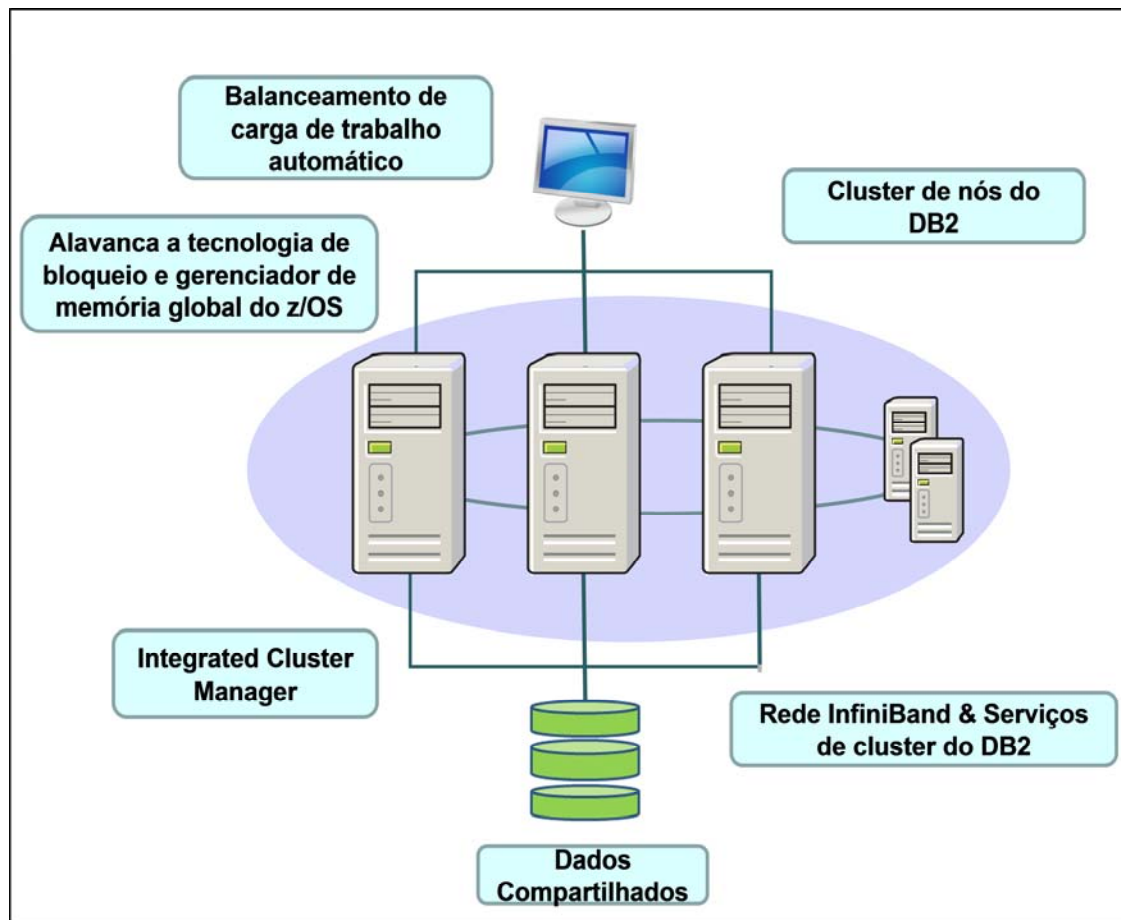 Balanceamento de
carga de trabalho
automático
Cluster de nós do
DB2
Alavanca a tecnologia de
bloqueio e gerenciador de
memória global do z/OS
Integrated Cluster
Manager
Rede InfiniBand & Serviços
de cluster do DB2
Dados
Compartilhados